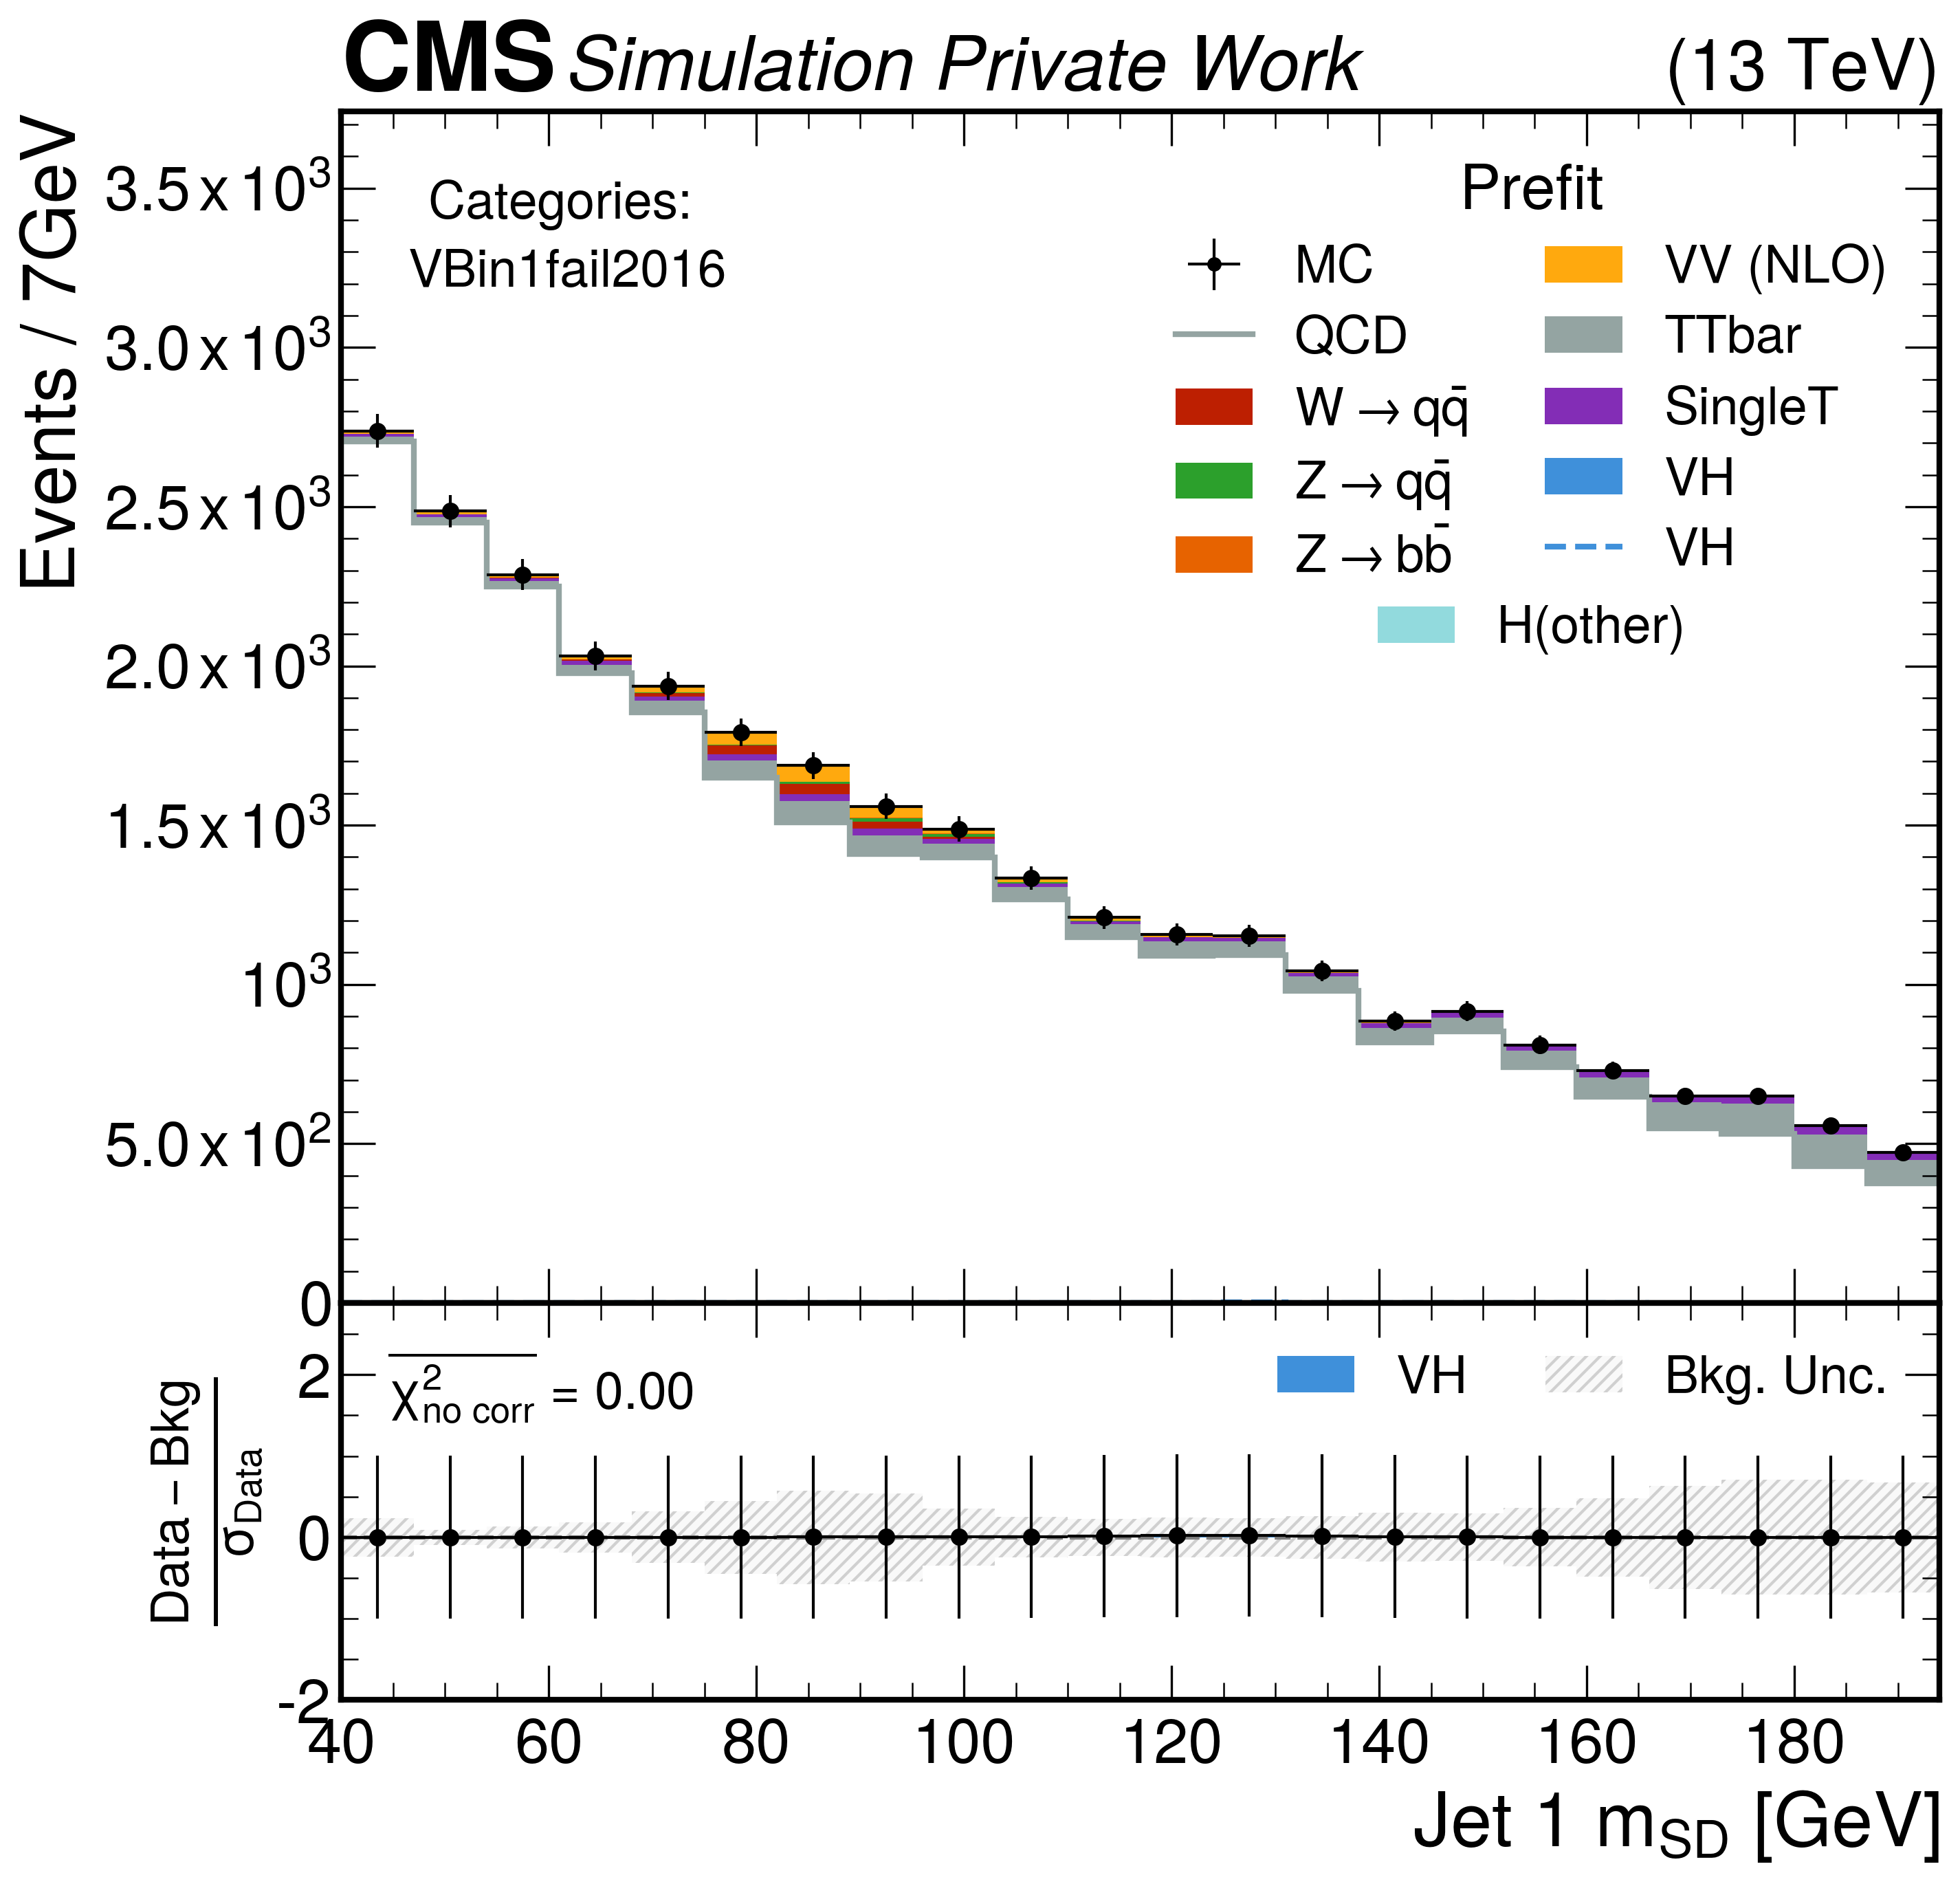 CMS Simulation Private Work (13 TeV)
Events / 7GeV
3.5 x 10³
3.0 x 10³
2.5 x 10³
2.0 x 10³
1.5 x 10³
10³
5.0 x 10²
0
Categories:
VBin1fail2016
Prefit
MC
QCD
W → qq̄
Z → qq̄
Z → bb̄
VV (NLO)
TTbar
SingleT
VH
VH
H(other)
Data – Bkg
σ_Data
2
0
-2
χ²_no corr = 0.00
VH
Bkg. Unc.
40 60 80 100 120 140 160 180
Jet 1 m_SD [GeV]